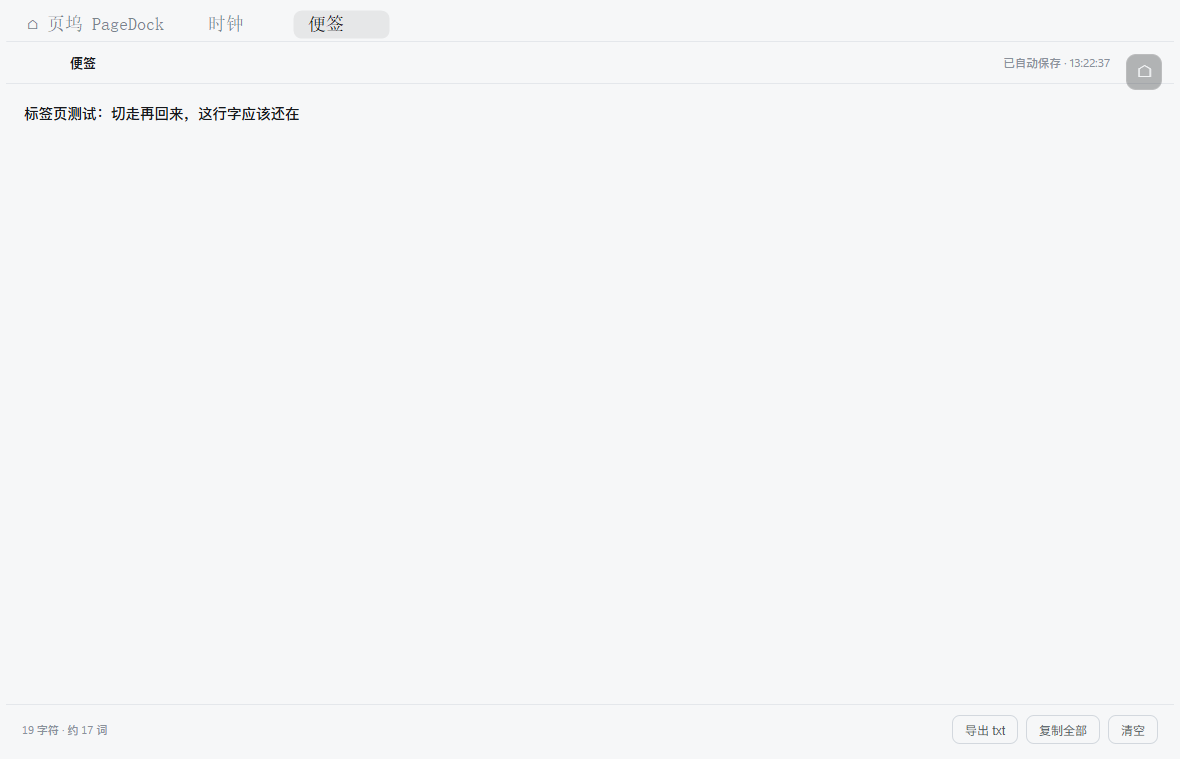 页坞 PageDock 时钟 便签
便签 已自动保存 · 13:22:37
标签页测试：切走再回来，这行字应该还在
19 字符 · 约 17 词 导出 txt 复制全部 清空